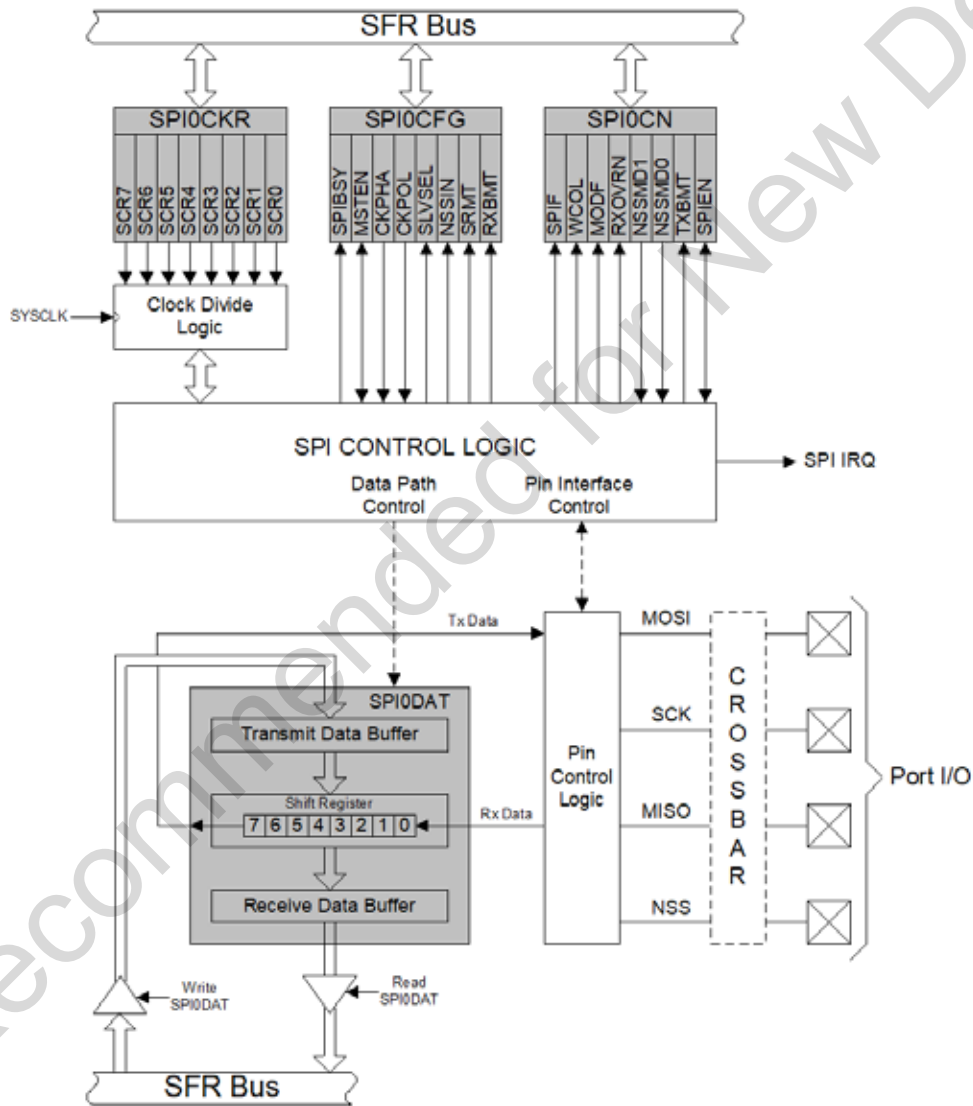 SFR Bus
SPI0CKR
SPI0CFG
SPI0CN
SCR7
SCR6
SCR5
SCR4
SCR3
SCR2
SCR1
SCR0
SPIBSY
MSTEN
CKPHA
CKPOL
SLVSEL
NSSIN
SRMT
RXBMT
SPIF
WCOL
MODF
RXOVRN
NSSMD1
NSSMD0
TXBMT
SPIEN
SYSCLK
Clock Divide
Logic
SPI CONTROL LOGIC
Data Path
Control
Pin Interface
Control
SPI IRQ
Tx Data
MOSI
SPI0DAT
Transmit Data Buffer
SCK
Shift Register
7 6 5 4 3 2 1 0
Rx Data
Pin
Control
Logic
MISO
Receive Data Buffer
NSS
CROSSBAR
Port I/O
Write
SPI0DAT
Read
SPI0DAT
SFR Bus
ecommended for New De